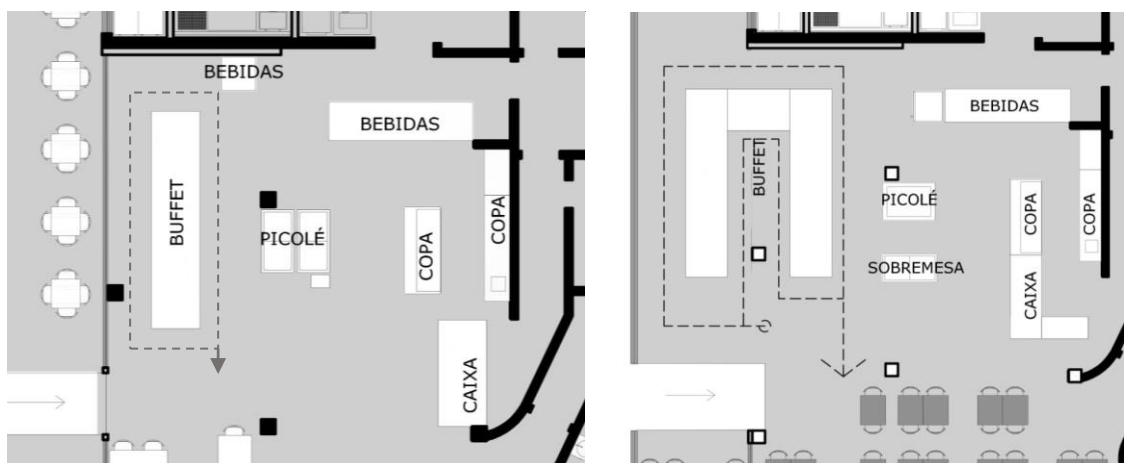 BEBIDAS
BEBIDAS
BUFFET
PICOLÉ
COPA
COPA
CAIXA
BEBIDAS
BUFFET
PICOLÉ
COPA
COPA
SOBREMESA
CAIXA